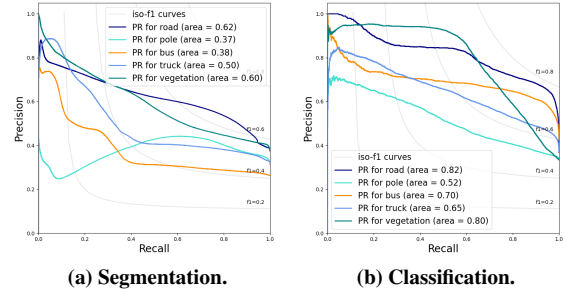 iso-f1 curves
PR for road (area = 0.62)
PR for pole (area = 0.37)
PR for bus (area = 0.38)
PR for truck (area = 0.50)
PR for vegetation (area = 0.60)
f1=0.6
f1=0.4
f1=0.2
1.0
0.8
0.6
0.4
0.2
0.0
Precision
0.0 0.2 0.4 0.6 0.8 1.0
Recall
(a) Segmentation.
f1=0.8
f1=0.6
f1=0.4
f1=0.2
iso-f1 curves
PR for road (area = 0.82)
PR for pole (area = 0.52)
PR for bus (area = 0.70)
PR for truck (area = 0.65)
PR for vegetation (area = 0.80)
1.0
0.8
0.6
0.4
0.2
0.0
Precision
0.0 0.2 0.4 0.6 0.8 1.0
Recall
(b) Classification.